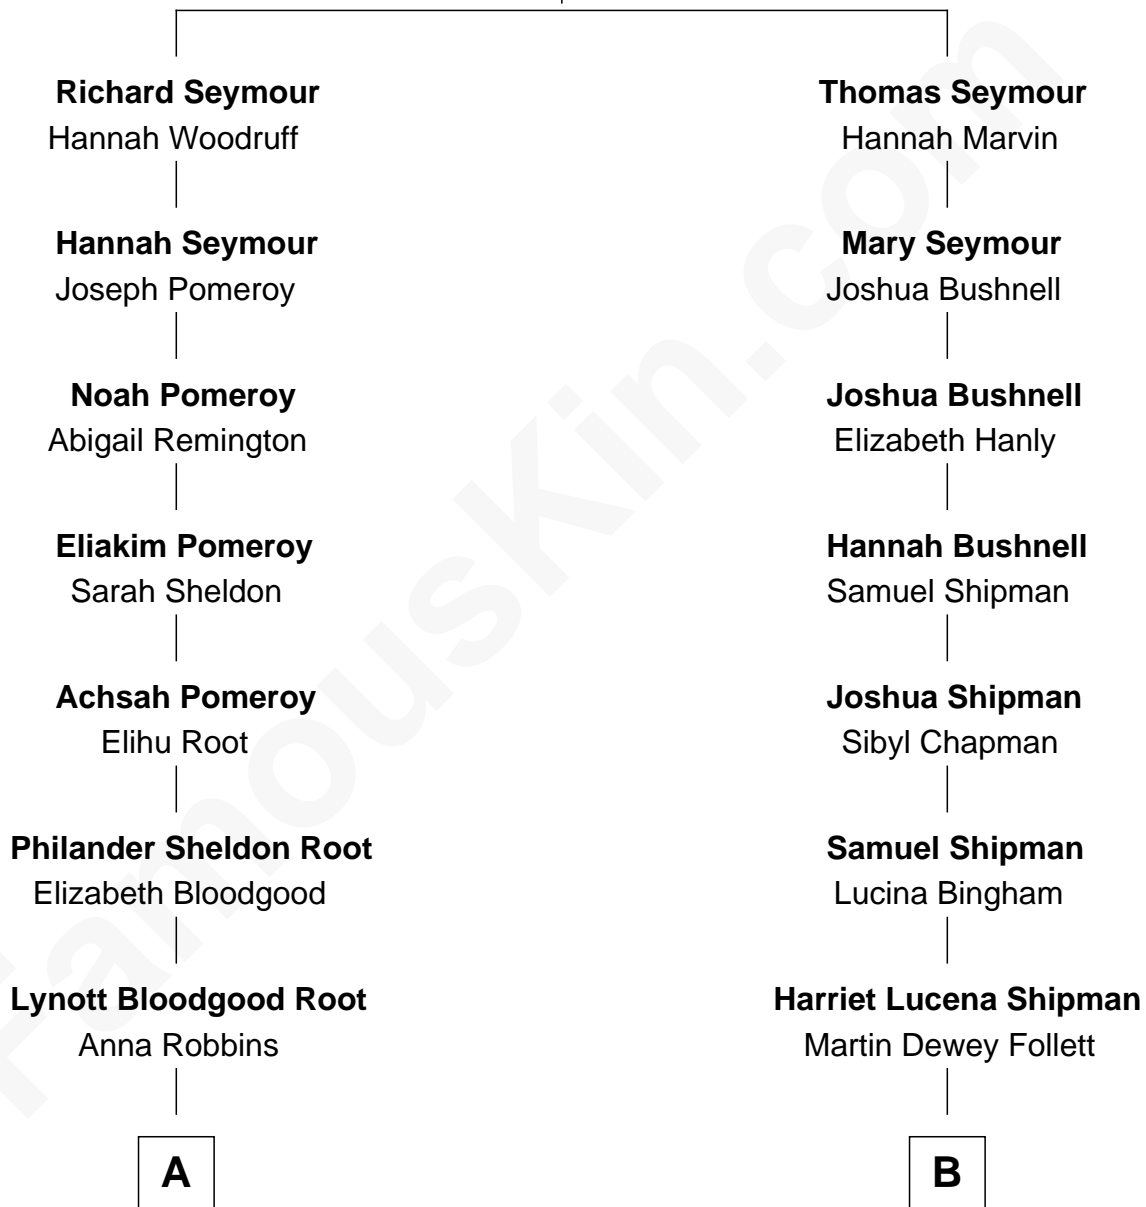 Richard Seymour
Hannah Woodruff
Hannah Seymour
Joseph Pomeroy
Noah Pomeroy
Abigail Remington
Eliakim Pomeroy
Sarah Sheldon
Achsah Pomeroy
Elihu Root
Philander Sheldon Root
Elizabeth Bloodgood
Lynott Bloodgood Root
Anna Robbins
A
Thomas Seymour
Hannah Marvin
Mary Seymour
Joshua Bushnell
Joshua Bushnell
Elizabeth Hanly
Hannah Bushnell
Samuel Shipman
Joshua Shipman
Sibyl Chapman
Samuel Shipman
Lucina Bingham
Harriet Lucena Shipman
Martin Dewey Follett
B
FamousKin.com